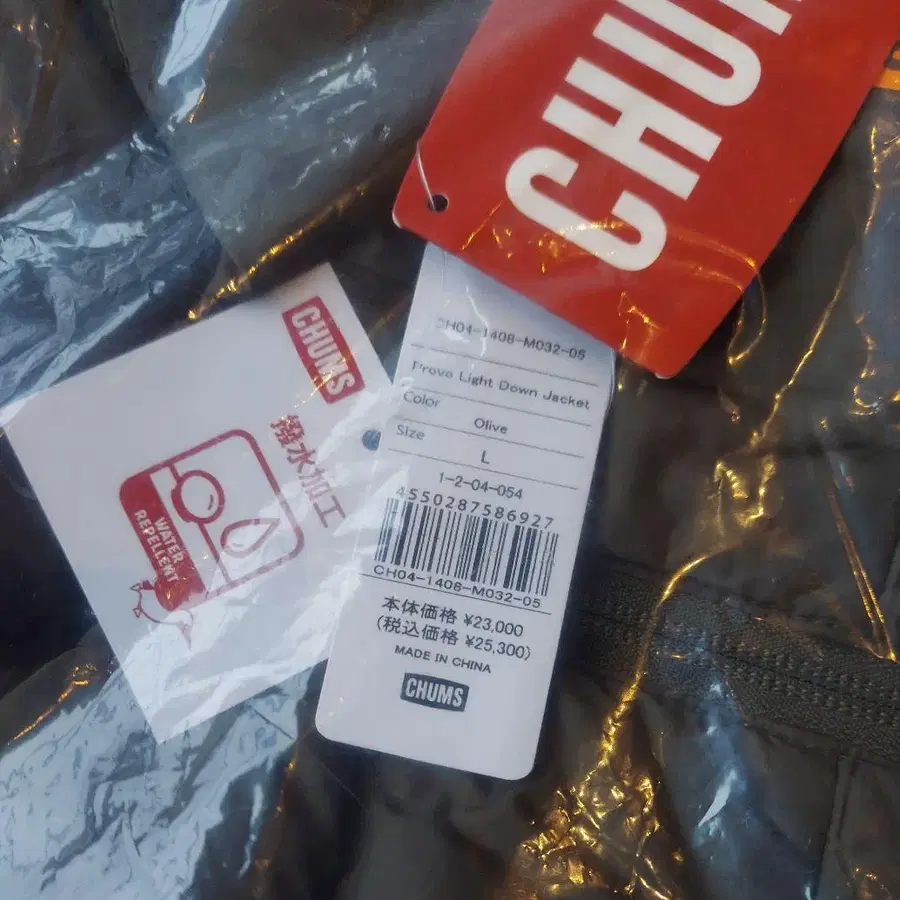 CHUM
CHUMS
撥水加工
WATER
REPELLENT
CH04-1408-M032-05
Provo Light Down Jacket
Color
Olive
Size
L
1-2-04-054
4550287586927
CH04-1408-M032-05
本体価格 ¥23,000
(税込価格 ¥25,300)
MADE IN CHINA
CHUMS